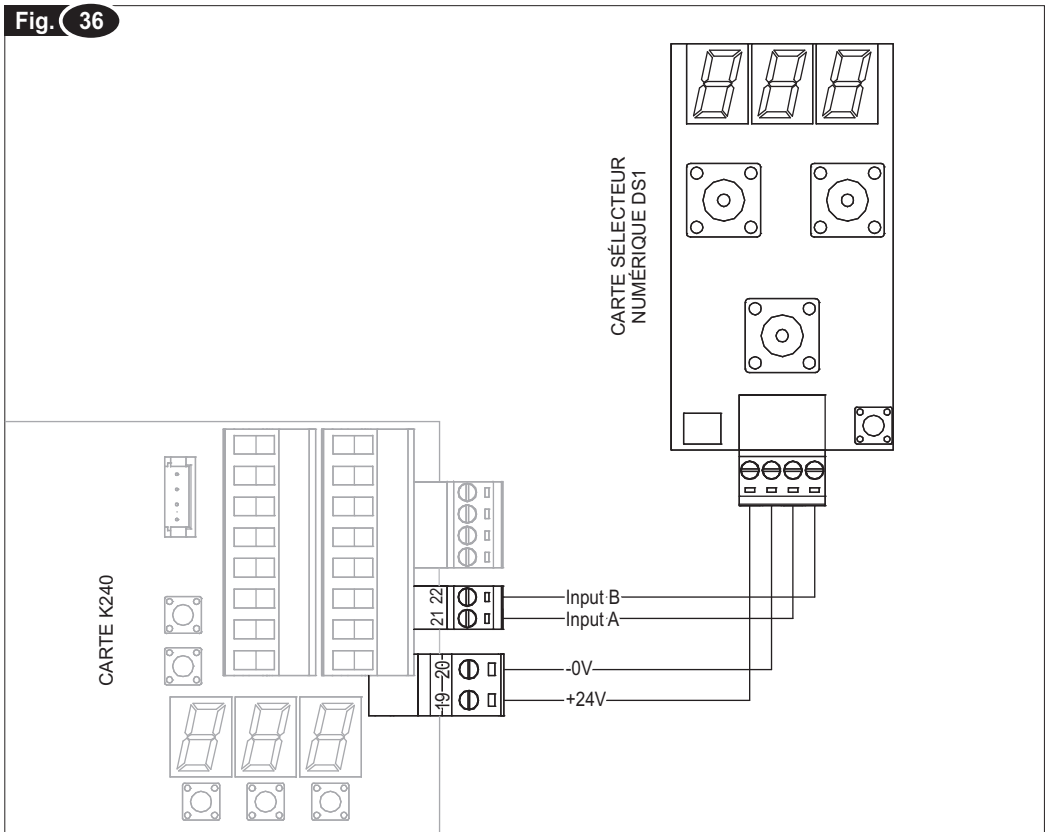 Fig. 36
CARTE SÉLECTEUR
NUMÉRIQUE DS1
CARTE K240
22
21
Input B
Input A
20
19
-0V
+24V